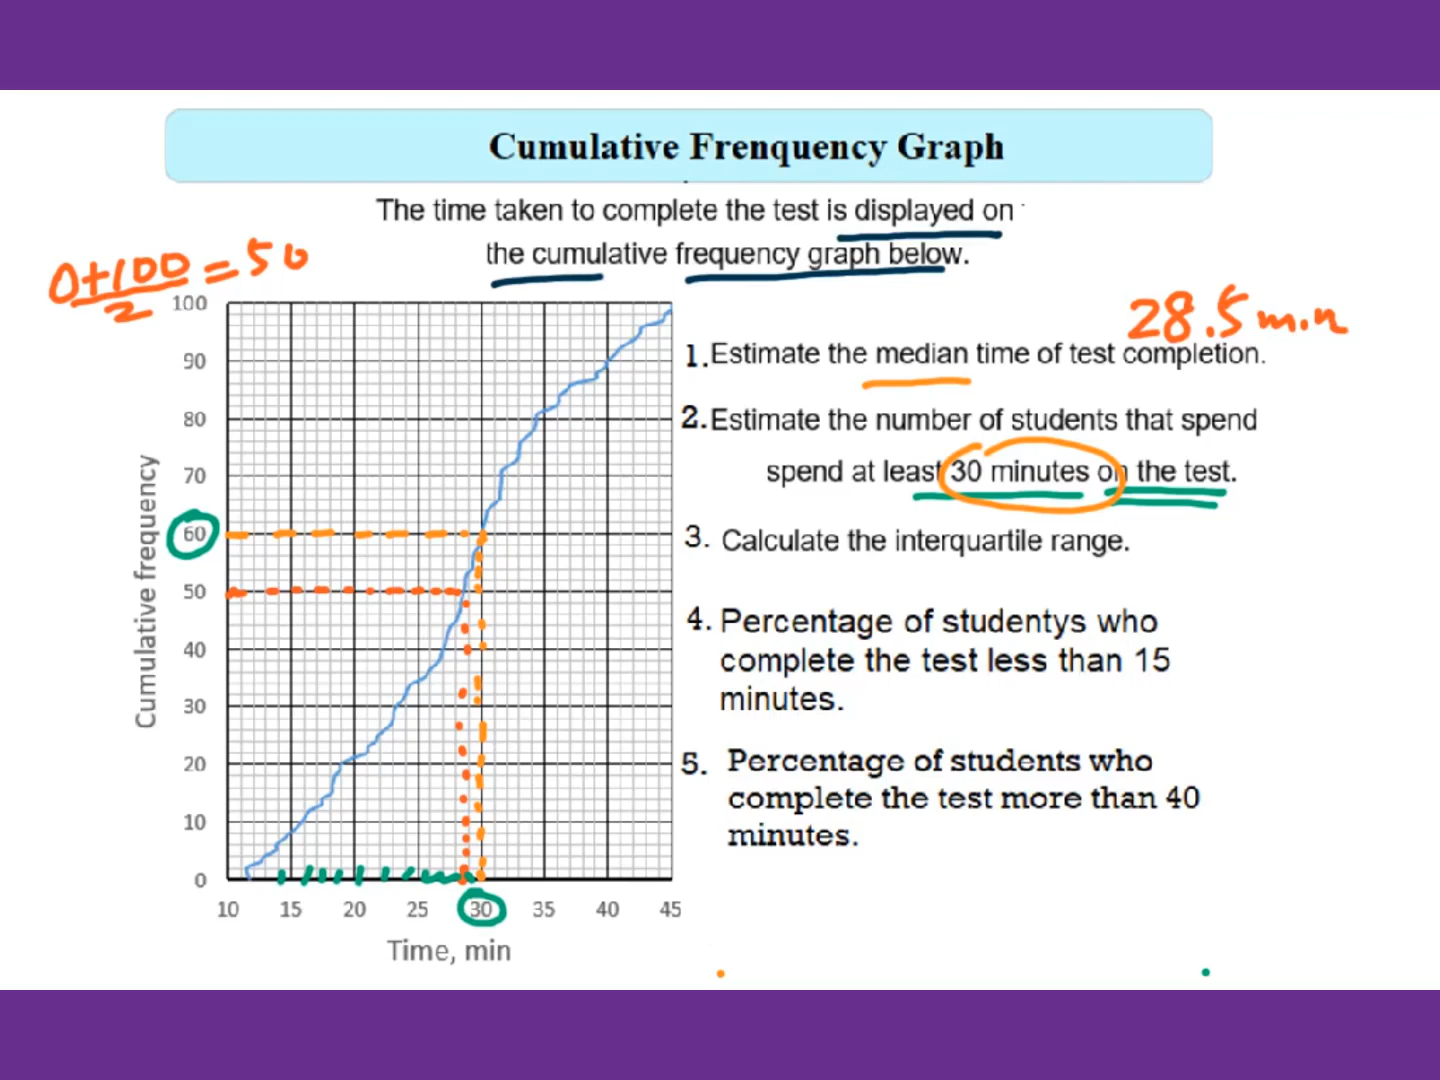 Cumulative Frenquency Graph
The time taken to complete the test is displayed on
the cumulative frequency graph below.
0+100/2 = 50
28.5 min
1. Estimate the median time of test completion.
2. Estimate the number of students that spend
spend at least 30 minutes on the test.
3. Calculate the interquartile range.
4. Percentage of studentys who
complete the test less than 15
minutes.
5. Percentage of students who
complete the test more than 40
minutes.
Cumulative frequency
100
90
80
70
60
50
40
30
20
10
0
10 15 20 25 30 35 40 45
Time, min